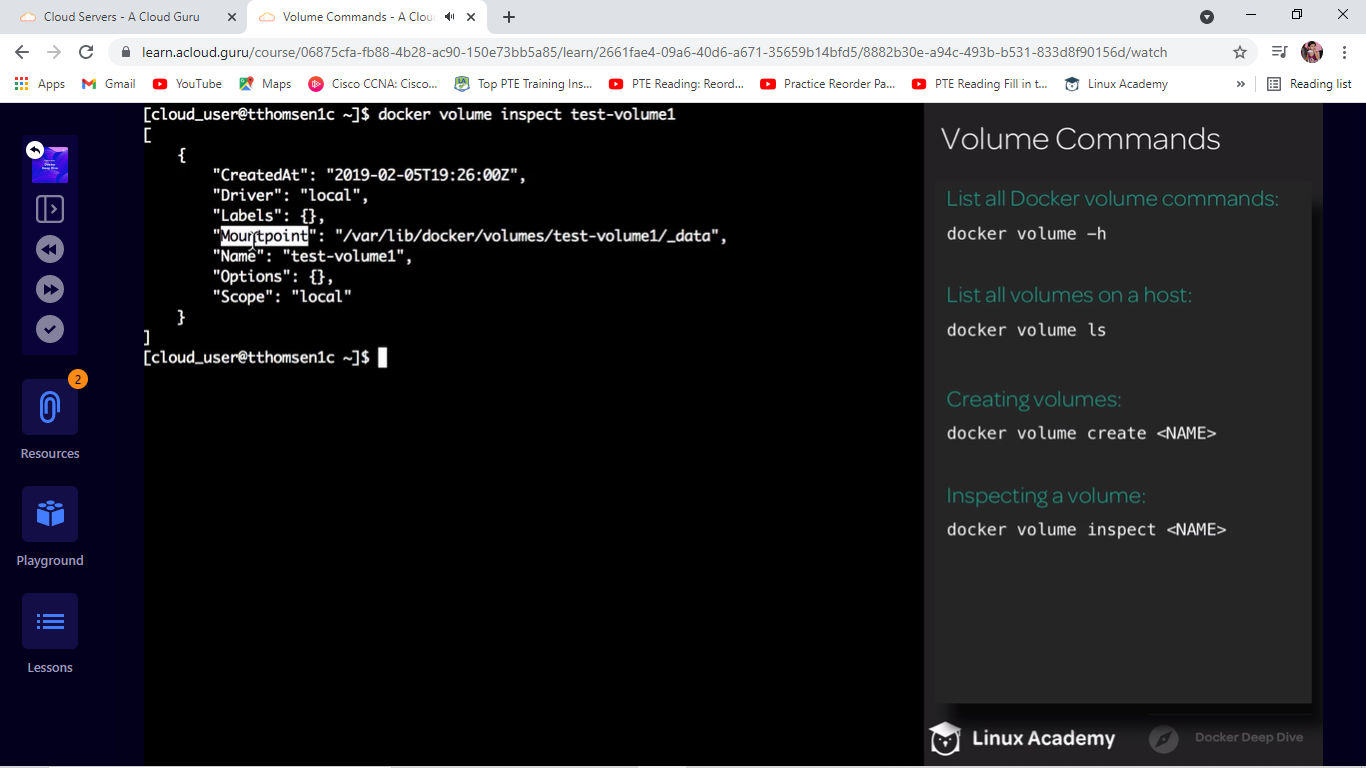 Cloud Servers - A Cloud Guru
Volume Commands - A Clou
learn.acloud.guru/course/06875cfa-fb88-4b28-ac90-150e73bb5a85/learn/2661fae4-09a6-40d6-a671-35659b14bfd5/8882b30e-a94c-493b-b531-833d8f90156d/watch
Apps Gmail YouTube Maps Cisco CCNA: Cisco... Top PTE Training Ins... PTE Reading: Reord... Practice Reorder Pa... PTE Reading Fill in t... Linux Academy » Reading list
Docker
Deep Dive
2
Resources
Playground
Lessons
[cloud_user@tthomsen1c ~]$ docker volume inspect test-volume1
[
{
"CreatedAt": "2019-02-05T19:26:00Z",
"Driver": "local",
"Labels": {},
"Mountpoint": "/var/lib/docker/volumes/test-volume1/_data",
"Name": "test-volume1",
"Options": {},
"Scope": "local"
}
]
[cloud_user@tthomsen1c ~]$
Volume Commands
List all Docker volume commands:
docker volume -h
List all volumes on a host:
docker volume ls
Creating volumes:
docker volume create <NAME>
Inspecting a volume:
docker volume inspect <NAME>
Linux Academy
Docker Deep Dive